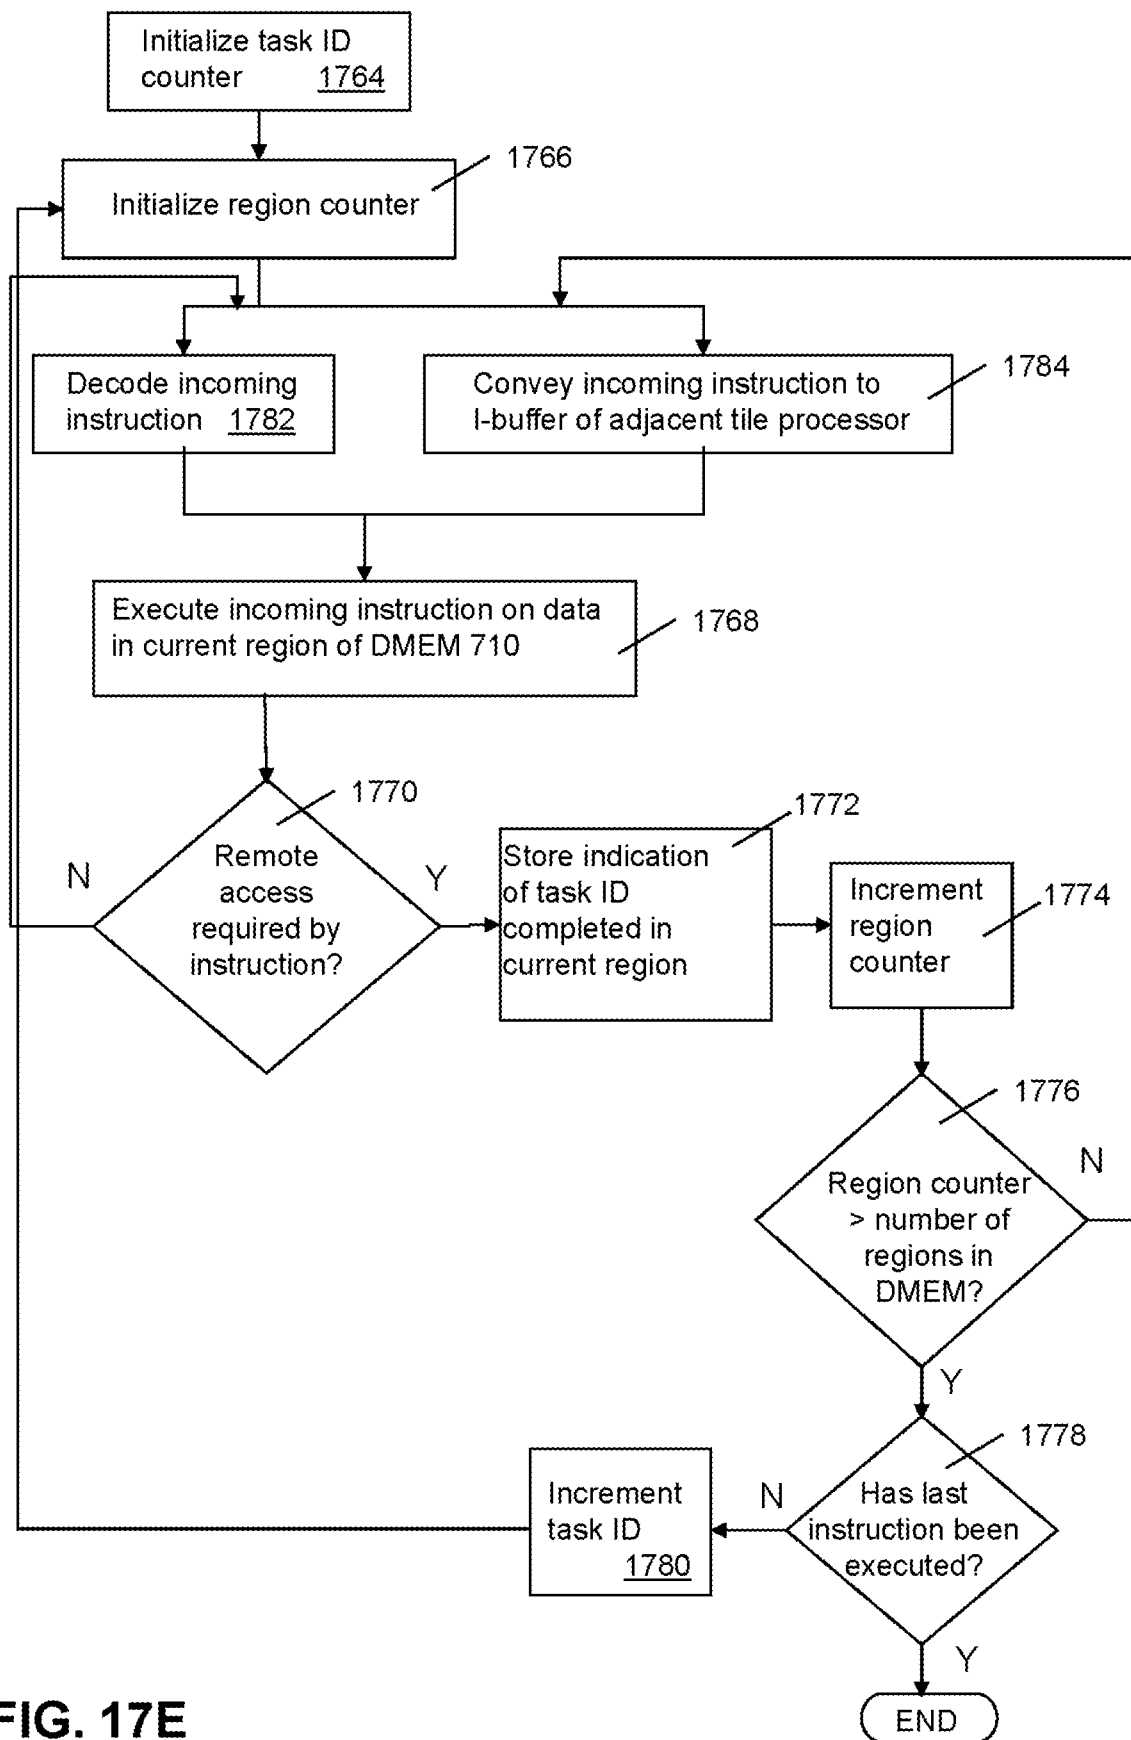 Initialize task ID
counter 1764
1766
Initialize region counter
Decode incoming
instruction 1782
Convey incoming instruction to
I-buffer of adjacent tile processor
1784
Execute incoming instruction on data
in current region of DMEM 710
1768
1770
Remote
access
required by
instruction?
N
Y
1772
Store indication
of task ID
completed in
current region
Increment
region
counter
1774
1776
Region counter
> number of
regions in
DMEM?
N
Y
1778
Has last
instruction been
executed?
N
Increment
task ID
1780
Y
END
FIG. 17E